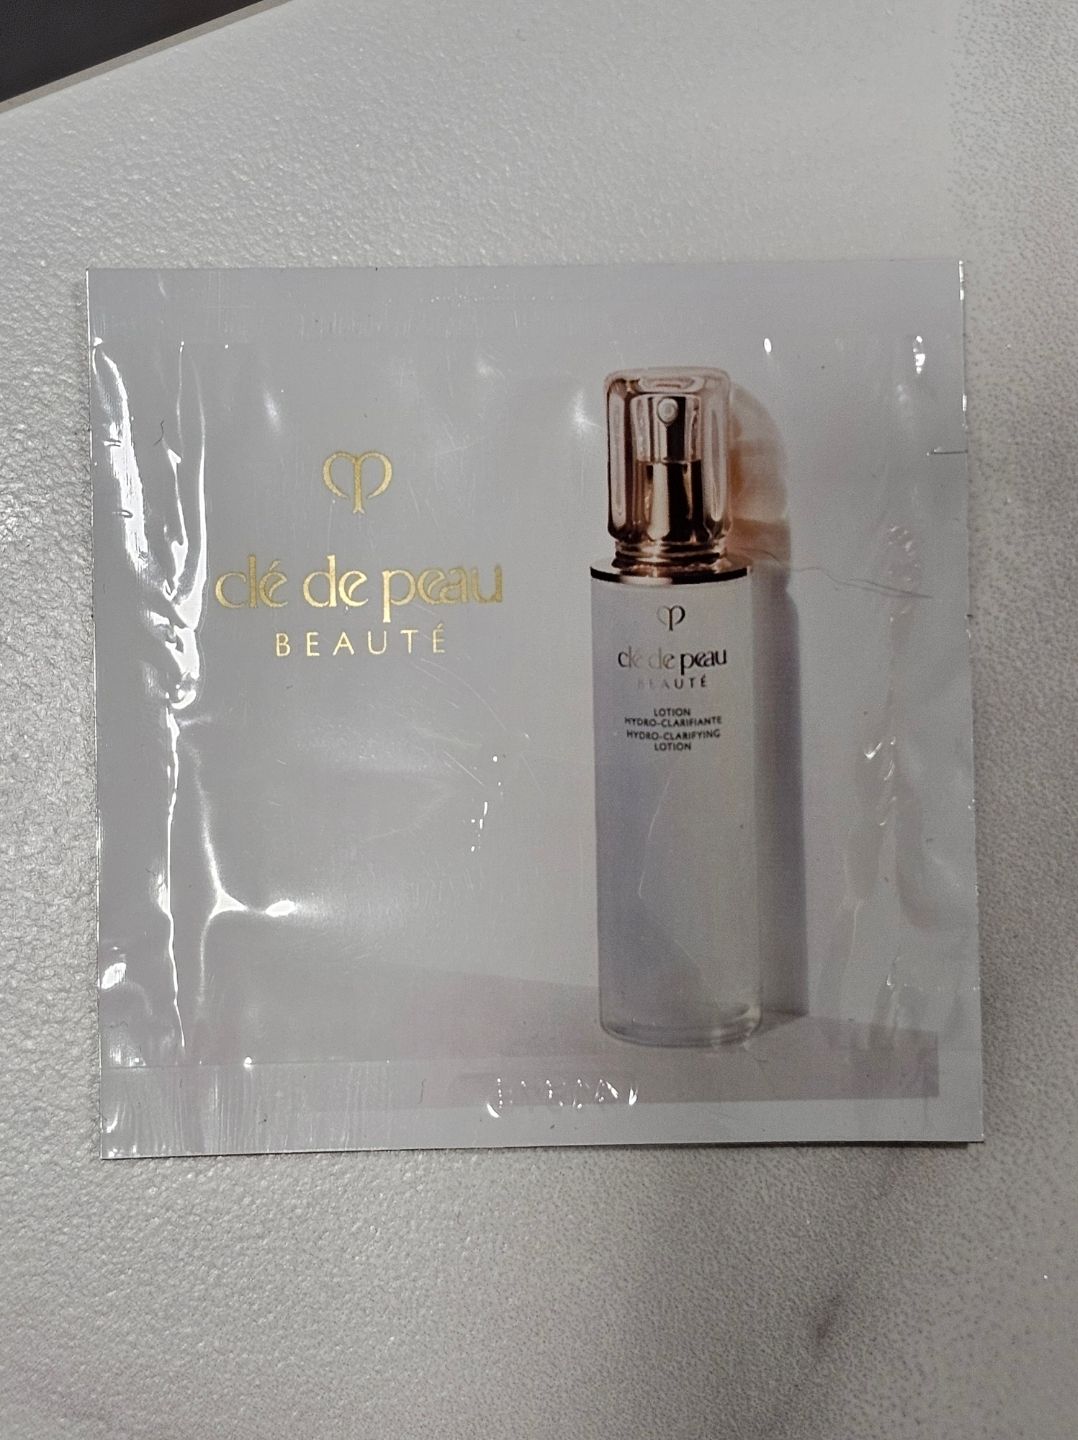 clé de peau
BEAUTÉ
clé de peau
BEAUTÉ
LOTION
HYDRO-CLARIFIANTE
HYDRO-CLARIFYING
LOTION